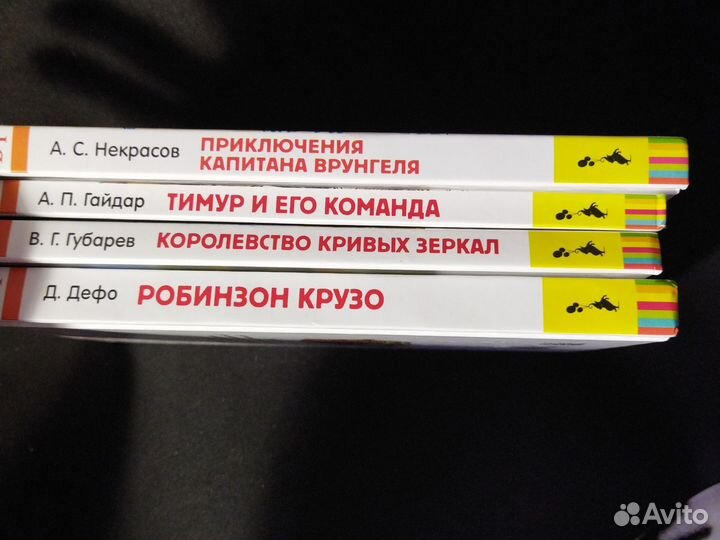 А. С. Некрасов ПРИКЛЮЧЕНИЯ
КАПИТАНА ВРУНГЕЛЯ
А. П. Гайдар ТИМУР И ЕГО КОМАНДА
В. Г. Губарев КОРОЛЕВСТВО КРИВЫХ ЗЕРКАЛ
Д. Дефо РОБИНЗОН КРУЗО
Avito